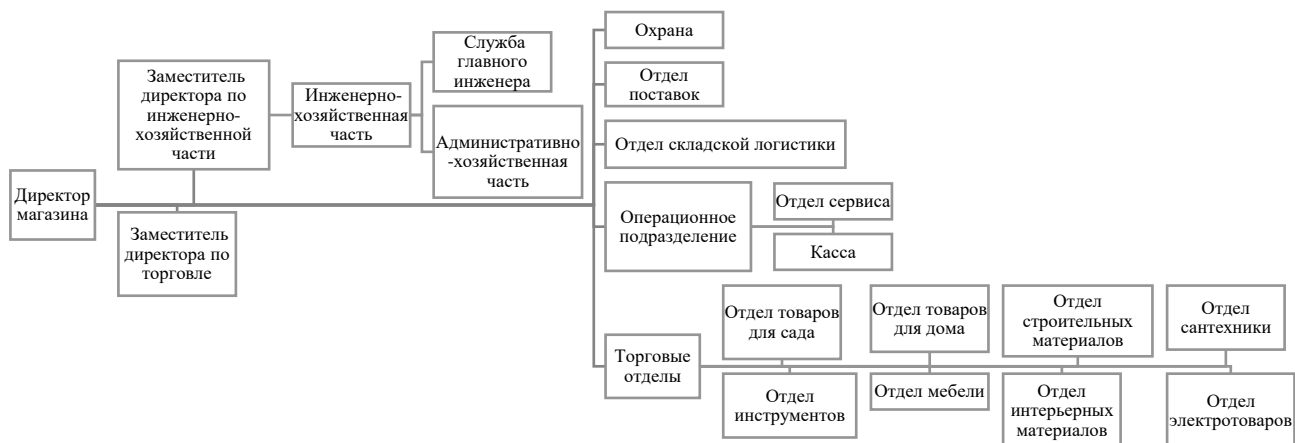 Директор
магазина
Заместитель
директора по
инженерно-
хозяйственной
части
Заместитель
директора по
торговле
Инженерно-
хозяйственная
часть
Служба
главного
инженера
Административно
-хозяйственная
часть
Охрана
Отдел
поставок
Отдел складской логистики
Операционное
подразделение
Отдел сервиса
Касса
Торговые
отделы
Отдел товаров
для сада
Отдел товаров
для дома
Отдел
строительных
материалов
Отдел
сантехники
Отдел
инструментов
Отдел мебели
Отдел
интерьерных
материалов
Отдел
электротоваров